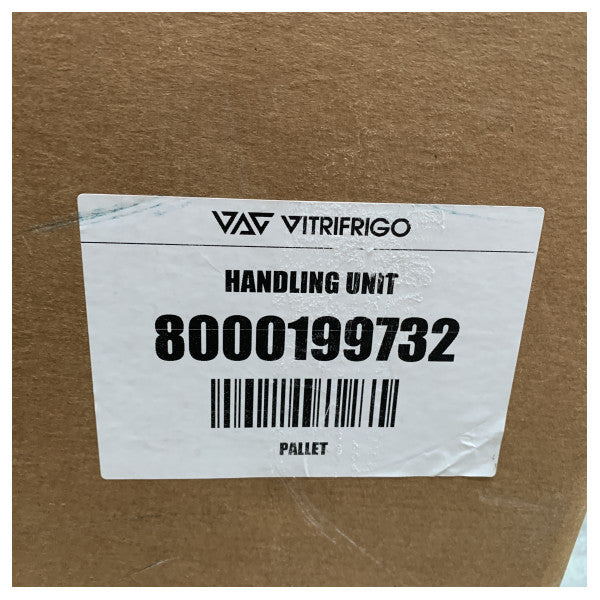 VITRIFRIGO
HANDLING UNIT
8000199732
PALLET